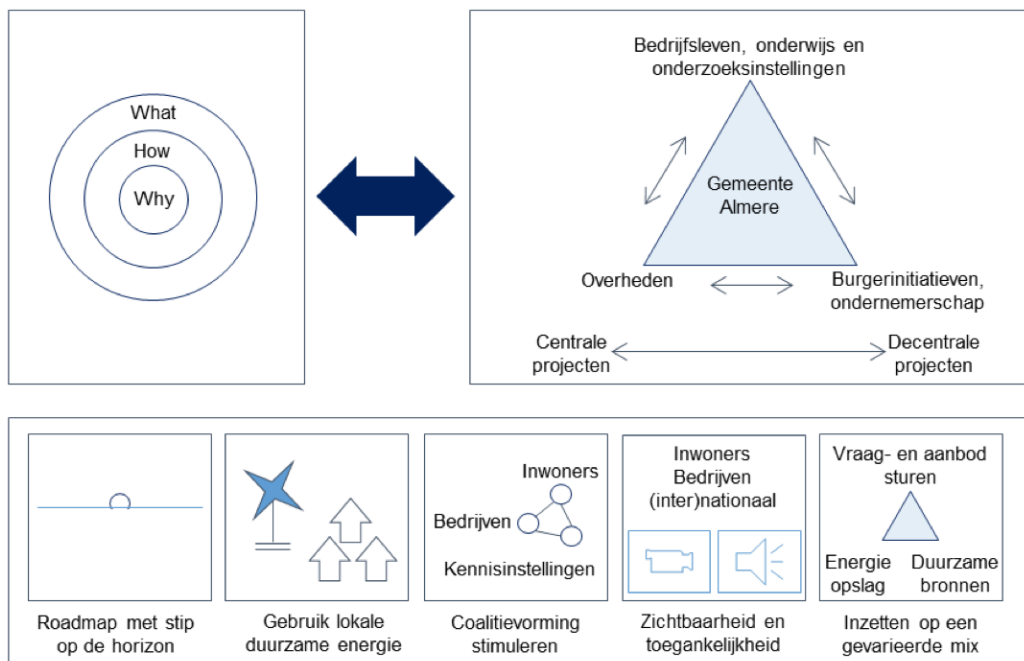 What
How
Why
Bedrijfsleven, onderwijs en
onderzoeksinstellingen
Gemeente
Almere
Overheden
Burgerinitiatieven,
ondernemerschap
Centrale
projecten
Decentrale
projecten
Roadmap met stip
op de horizon
Gebruik lokale
duurzame energie
Inwoners
Bedrijven
Kennisinstellingen
Coalitievorming
stimuleren
Inwoners
Bedrijven
(inter)nationaal
Zichtbaarheid en
toegankelijkheid
Vraag- en aanbod
sturen
Energie
opslag
Duurzame
bronnen
Inzetten op een
gevarieerde mix